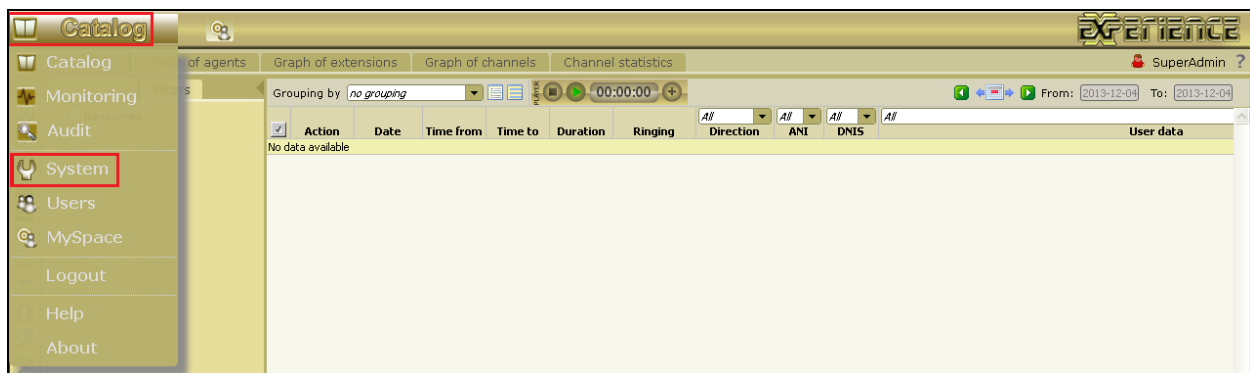 Catalog EXPERIENCE
Catalog of agents Graph of extensions Graph of channels Channel statistics SuperAdmin ?
Monitoring Filters Grouping by no grouping PLAYER 00:00:00 From: 2013-12-04 To: 2013-12-04
Resources
Audit All All All All
Action Date Time from Time to Duration Ringing Direction ANI DNIS User data
No data available
System
Users
MySpace
Logout
Help
About